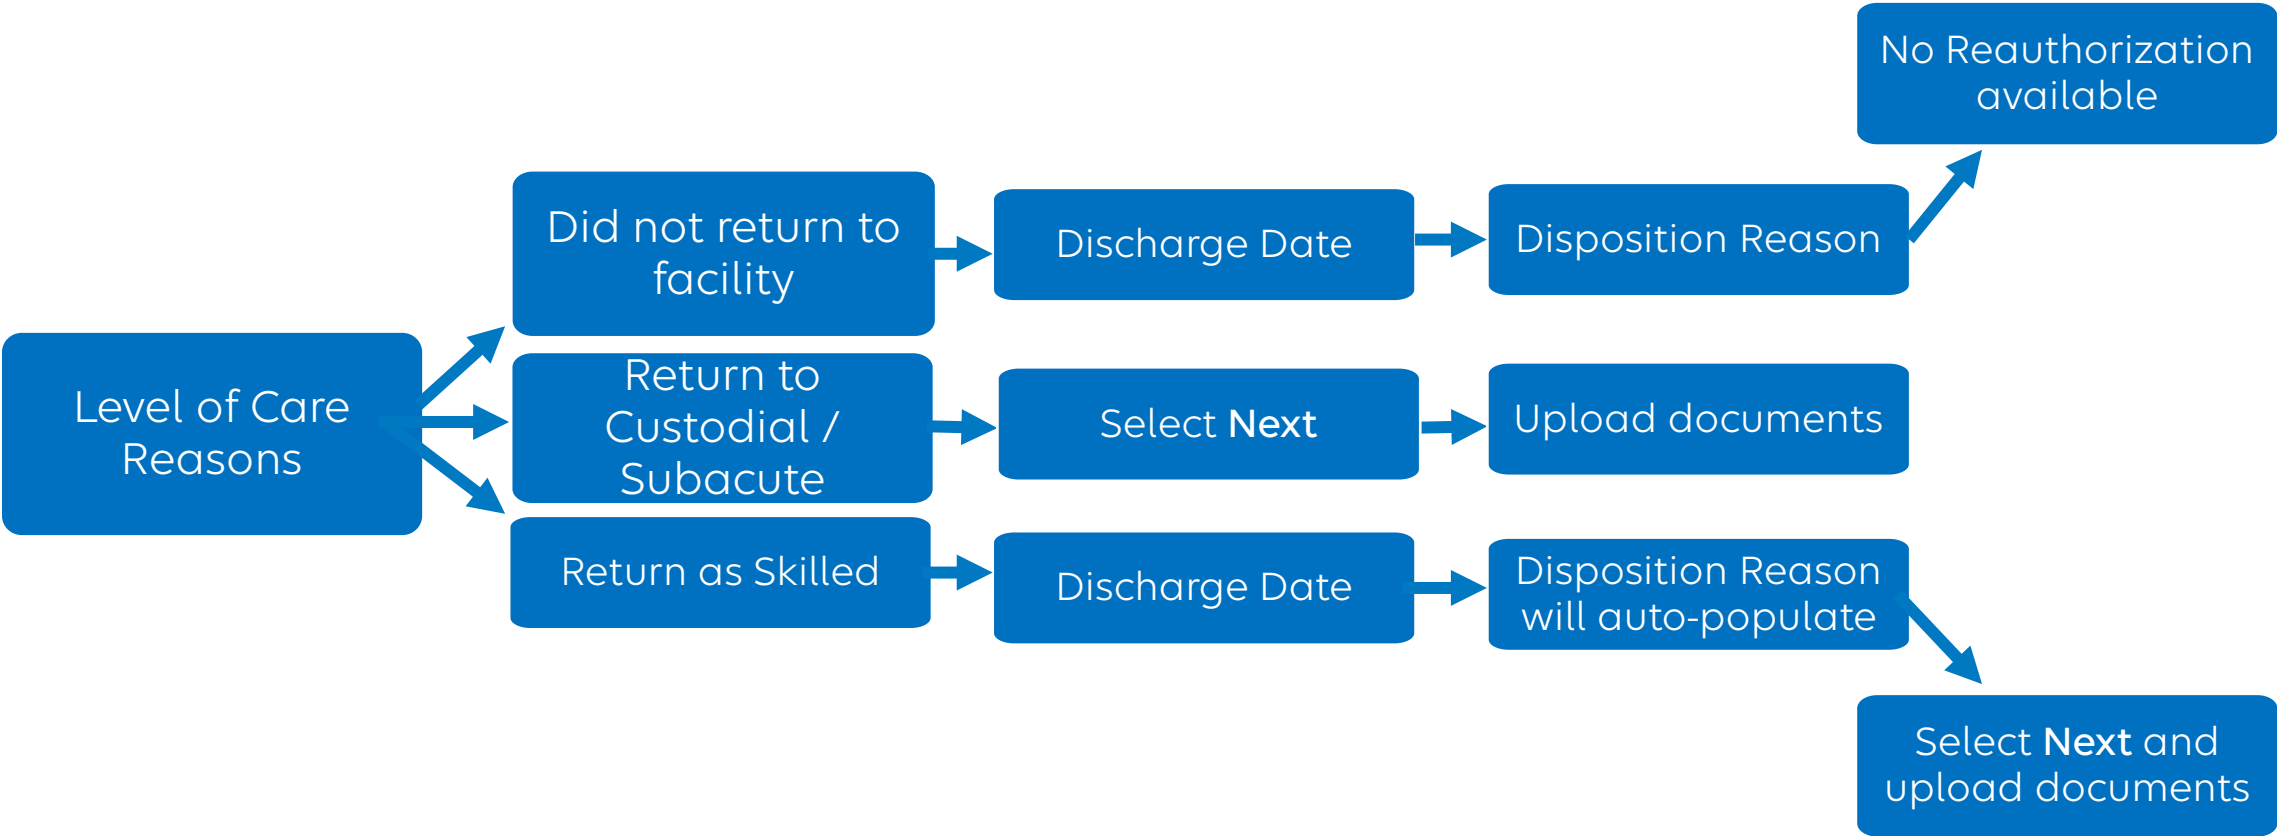 No Reauthorization
available
Did not return to
facility
Discharge Date
Disposition Reason
Level of Care
Reasons
Return to
Custodial /
Subacute
Select Next
Upload documents
Return as Skilled
Discharge Date
Disposition Reason
will auto-populate
Select Next and
upload documents